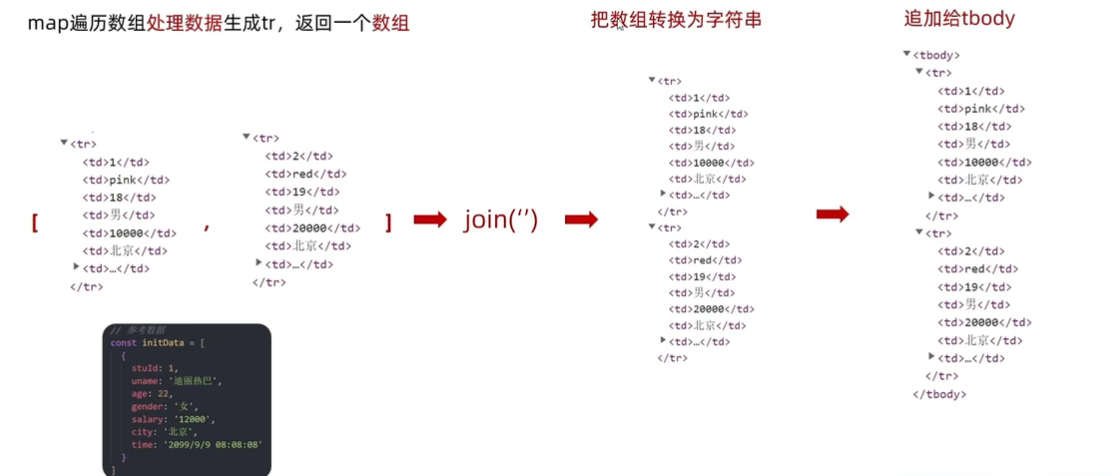 map遍历数组处理数据生成tr，返回一个数组
把数组转换为字符串
追加给tbody
[
▼<tr>
<td>1</td>
<td>pink</td>
<td>18</td>
<td>男</td>
<td>10000</td>
<td>北京</td>
▶<td>…</td>
</tr>
,
▼<tr>
<td>2</td>
<td>red</td>
<td>19</td>
<td>男</td>
<td>20000</td>
<td>北京</td>
▶<td>…</td>
</tr>
]
join('')
▼<tr>
<td>1</td>
<td>pink</td>
<td>18</td>
<td>男</td>
<td>10000</td>
<td>北京</td>
▶<td>…</td>
</tr>
▼<tr>
<td>2</td>
<td>red</td>
<td>19</td>
<td>男</td>
<td>20000</td>
<td>北京</td>
▶<td>…</td>
</tr>
▼<tbody>
▼<tr>
<td>1</td>
<td>pink</td>
<td>18</td>
<td>男</td>
<td>10000</td>
<td>北京</td>
▶<td>…</td>
</tr>
▼<tr>
<td>2</td>
<td>red</td>
<td>19</td>
<td>男</td>
<td>20000</td>
<td>北京</td>
▶<td>…</td>
</tr>
</tbody>
// 参考数据
const initData = [
{
stuId: 1,
uname: '迪丽热巴',
age: 22,
gender: '女',
salary: '12000',
city: '北京',
time: '2099/9/9 08:08:08'
}
]